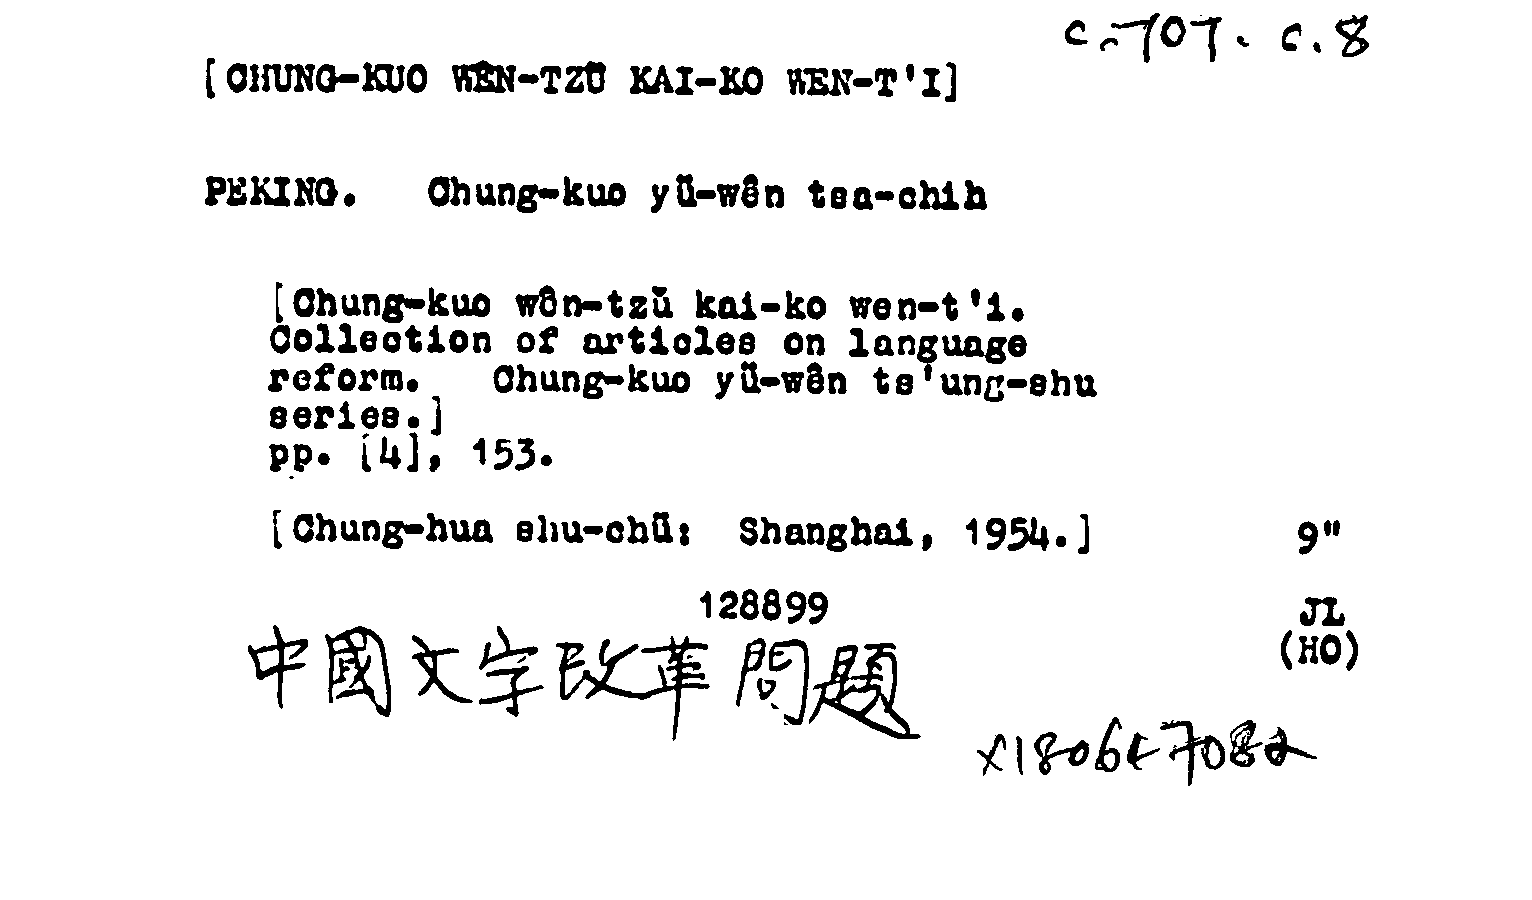 C.707.c.8
[CHUNG-KUO WÊN-TZŬ KAI-KO WEN-T'I]
PEKING. Chung-kuo yü-wên tsa-chih
[Chung-kuo wên-tzŭ kai-ko wen-t'i.
Collection of articles on language
reform. Chung-kuo yü-wên ts'ung-shu
series.]
pp. [4], 153.
[Chung-hua shu-chü: Shanghai, 1954.] 9"
128899 JL
(HO)
中國文字改革問題